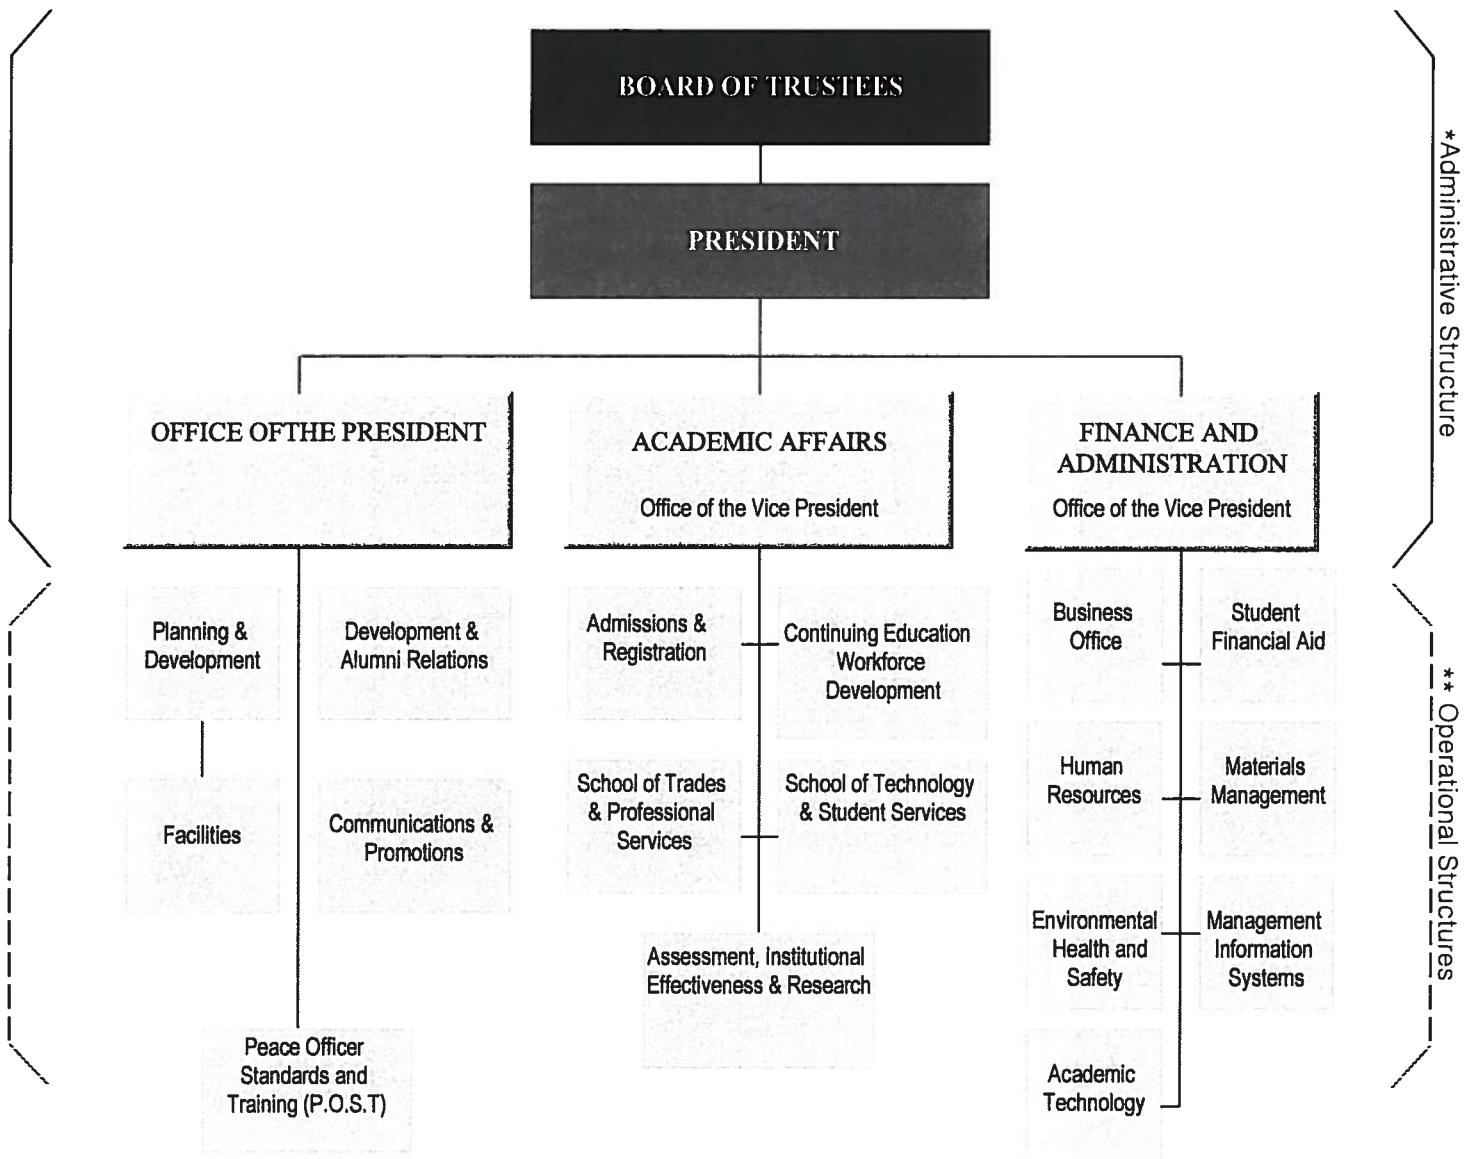 BOARD OF TRUSTEES
PRESIDENT
OFFICE OFTHE PRESIDENT
ACADEMIC AFFAIRS
Office of the Vice President
FINANCE AND
ADMINISTRATION
Office of the Vice President
*Administrative Structure
Planning &
Development
Development &
Alumni Relations
Facilities
Communications &
Promotions
Peace Officer
Standards and
Training (P.O.S.T)
Admissions &
Registration
Continuing Education
Workforce
Development
School of Trades
& Professional
Services
School of Technology
& Student Services
Assessment, Institutional
Effectiveness & Research
Business
Office
Student
Financial Aid
Human
Resources
Materials
Management
Environmental
Health and
Safety
Management
Information
Systems
Academic
Technology
** Operational Structures